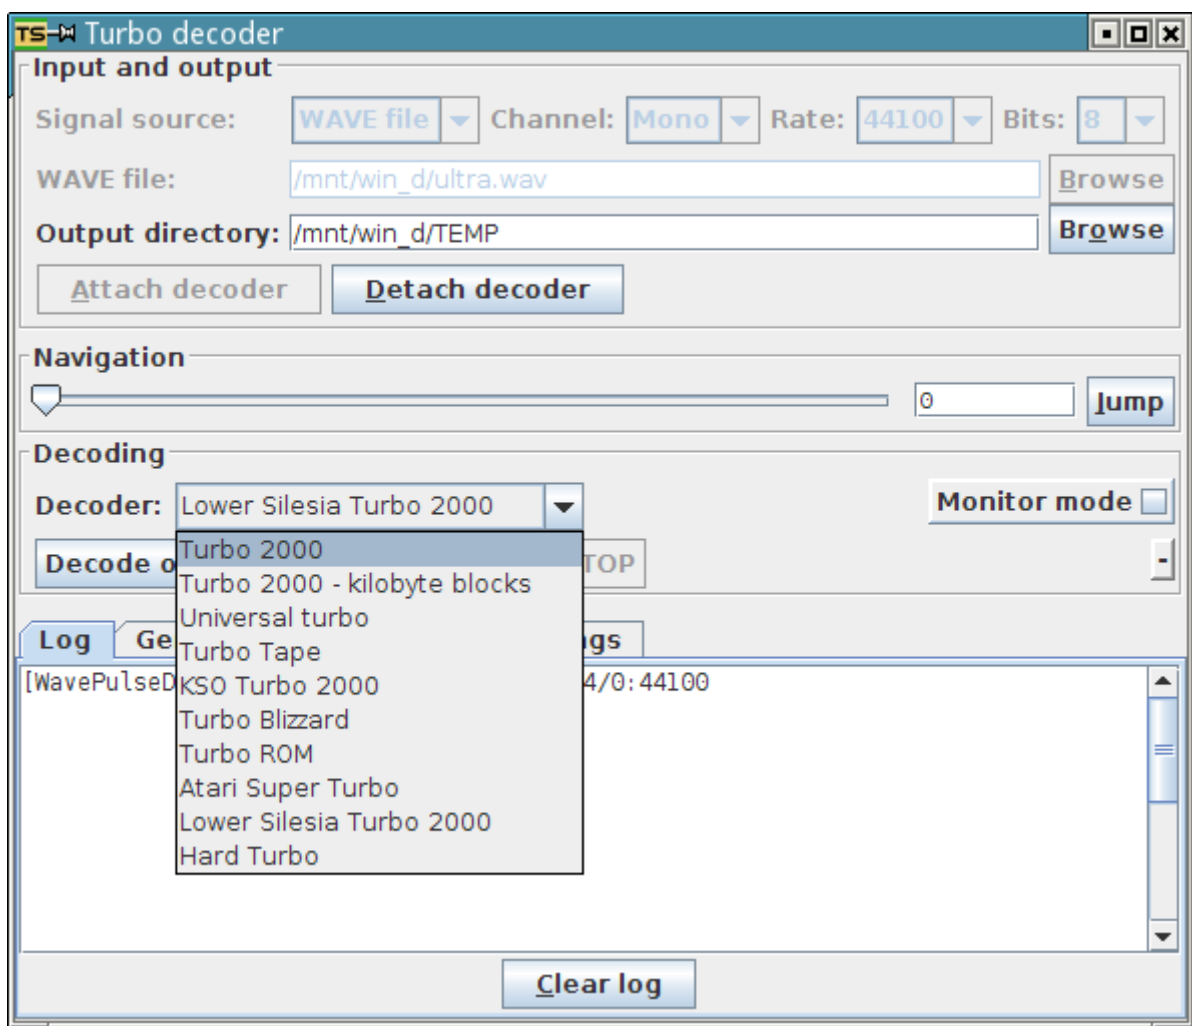 TS Turbo decoder
Input and output
Signal source: WAVE file Channel: Mono Rate: 44100 Bits: 8
WAVE file: /mnt/win_d/ultra.wav Browse
Output directory: /mnt/win_d/TEMP Browse
Attach decoder Detach decoder
Navigation
0 Jump
Decoding
Decoder: Lower Silesia Turbo 2000 Monitor mode
Decode -
Turbo 2000
Turbo 2000 - kilobyte blocks
Universal turbo
Turbo Tape
KSO Turbo 2000
Turbo Blizzard
Turbo ROM
Atari Super Turbo
Lower Silesia Turbo 2000
Hard Turbo
Log
4/0:44100
Clear log